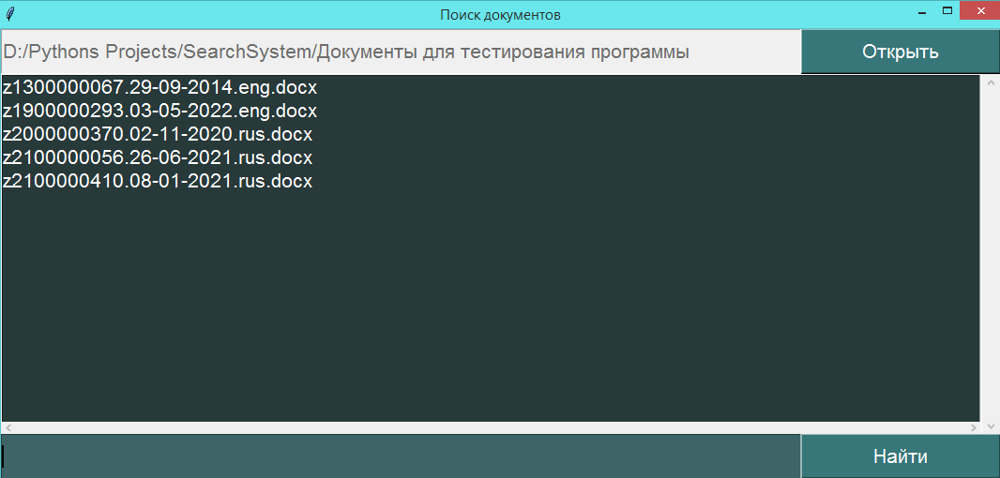 Поиск документов
D:/Pythons Projects/SearchSystem/Документы для тестирования программы
Открыть
z1300000067.29-09-2014.eng.docx
z1900000293.03-05-2022.eng.docx
z2000000370.02-11-2020.rus.docx
z2100000056.26-06-2021.rus.docx
z2100000410.08-01-2021.rus.docx
Найти